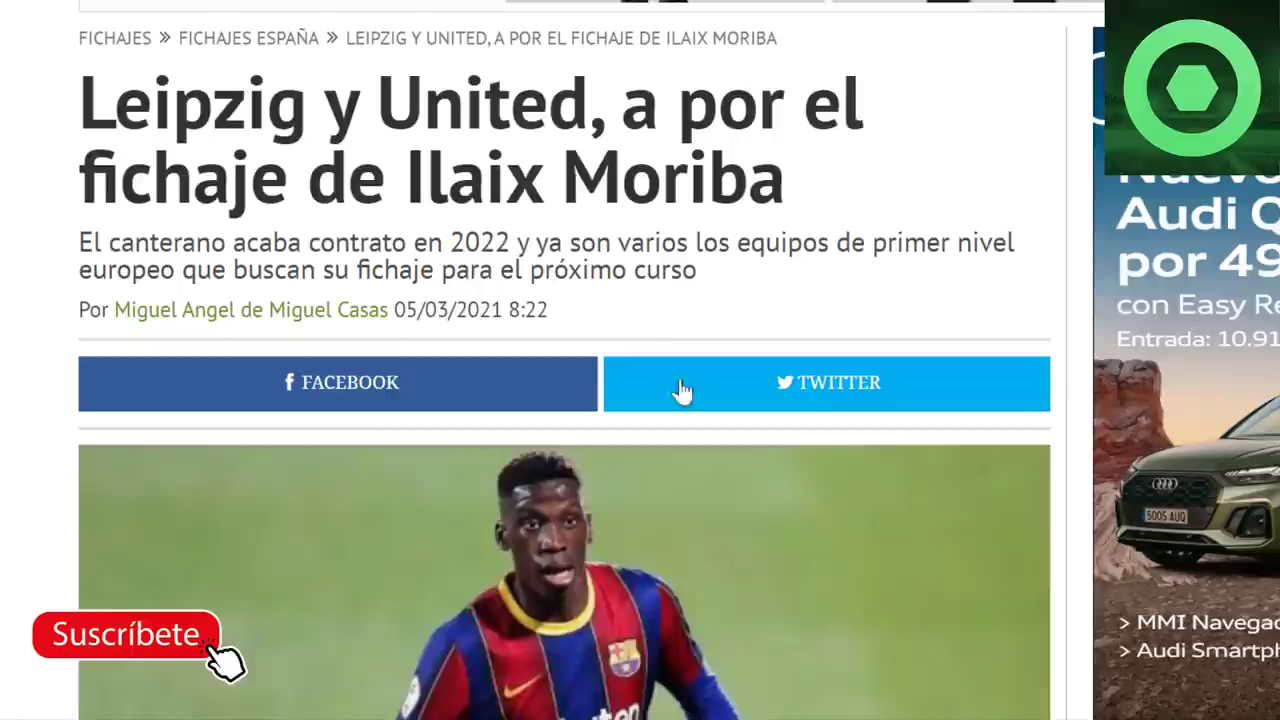 FICHAJES » FICHAJES ESPAÑA » LEIPZIG Y UNITED, A POR EL FICHAJE DE ILAIX MORIBA
Leipzig y United, a por el
fichaje de Ilaix Moriba
El canterano acaba contrato en 2022 y ya son varios los equipos de primer nivel
europeo que buscan su fichaje para el próximo curso
Por Miguel Angel de Miguel Casas 05/03/2021 8:22
FACEBOOK
TWITTER
Nuevo
Audi Q
por 49
con Easy Re
Entrada: 10.91
5005 AUQ
> MMI Navegac
> Audi Smartph
Suscríbete